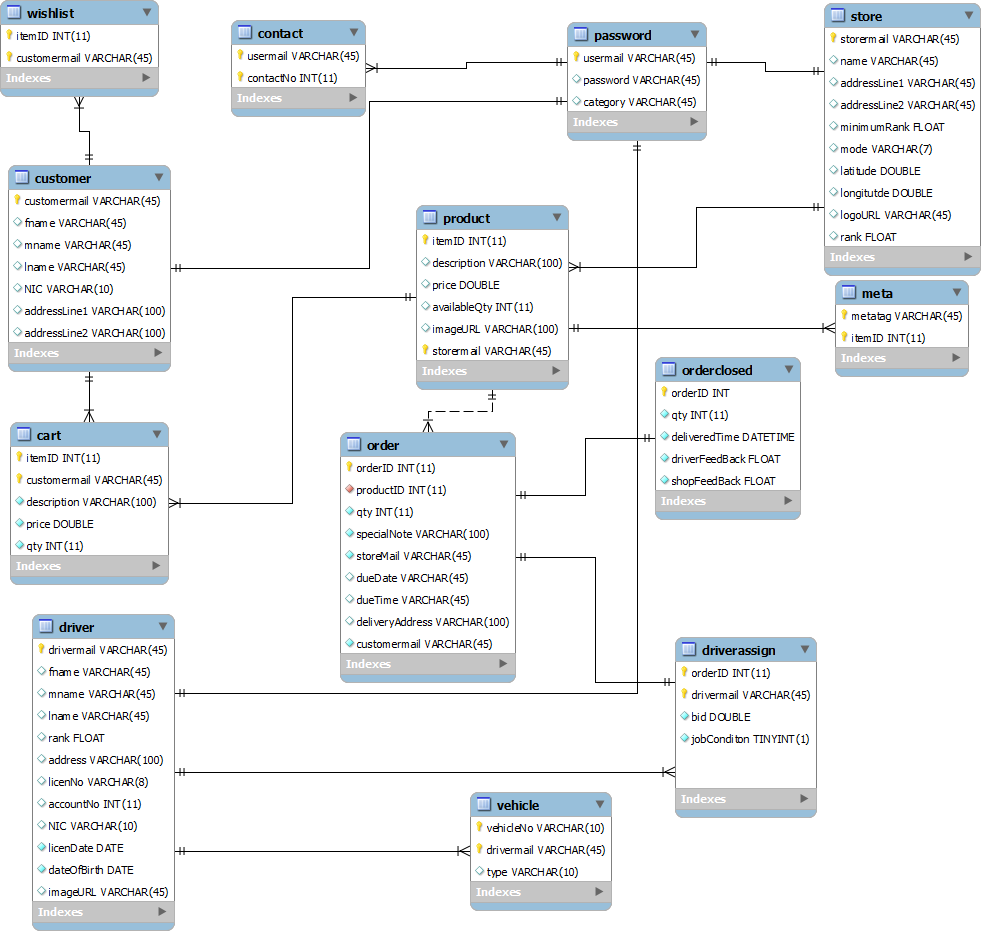 wishlist
itemID INT(11)
customermail VARCHAR(45)
Indexes
contact
usermail VARCHAR(45)
contactNo INT(11)
Indexes
password
usermail VARCHAR(45)
password VARCHAR(45)
category VARCHAR(45)
Indexes
store
storermail VARCHAR(45)
name VARCHAR(45)
addressLine1 VARCHAR(45)
addressLine2 VARCHAR(45)
minimumRank FLOAT
mode VARCHAR(7)
latitude DOUBLE
longitutde DOUBLE
logoURL VARCHAR(45)
rank FLOAT
Indexes
customer
customermail VARCHAR(45)
fname VARCHAR(45)
mname VARCHAR(45)
lname VARCHAR(45)
NIC VARCHAR(10)
addressLine1 VARCHAR(100)
addressLine2 VARCHAR(100)
Indexes
product
itemID INT(11)
description VARCHAR(100)
price DOUBLE
availableQty INT(11)
imageURL VARCHAR(100)
storermail VARCHAR(45)
Indexes
meta
metatag VARCHAR(45)
itemID INT(11)
Indexes
orderclosed
orderID INT
qty INT(11)
deliveredTime DATETIME
driverFeedBack FLOAT
shopFeedBack FLOAT
Indexes
cart
itemID INT(11)
customermail VARCHAR(45)
description VARCHAR(100)
price DOUBLE
qty INT(11)
Indexes
order
orderID INT(11)
productID INT(11)
qty INT(11)
specialNote VARCHAR(100)
storeMail VARCHAR(45)
dueDate VARCHAR(45)
dueTime VARCHAR(45)
deliveryAddress VARCHAR(100)
customermail VARCHAR(45)
Indexes
driver
drivermail VARCHAR(45)
fname VARCHAR(45)
mname VARCHAR(45)
lname VARCHAR(45)
rank FLOAT
address VARCHAR(100)
licenNo VARCHAR(8)
accountNo INT(11)
NIC VARCHAR(10)
licenDate DATE
dateOfBirth DATE
imageURL VARCHAR(45)
Indexes
driverassign
orderID INT(11)
drivermail VARCHAR(45)
bid DOUBLE
jobConditon TINYINT(1)
Indexes
vehicle
vehicleNo VARCHAR(10)
drivermail VARCHAR(45)
type VARCHAR(10)
Indexes